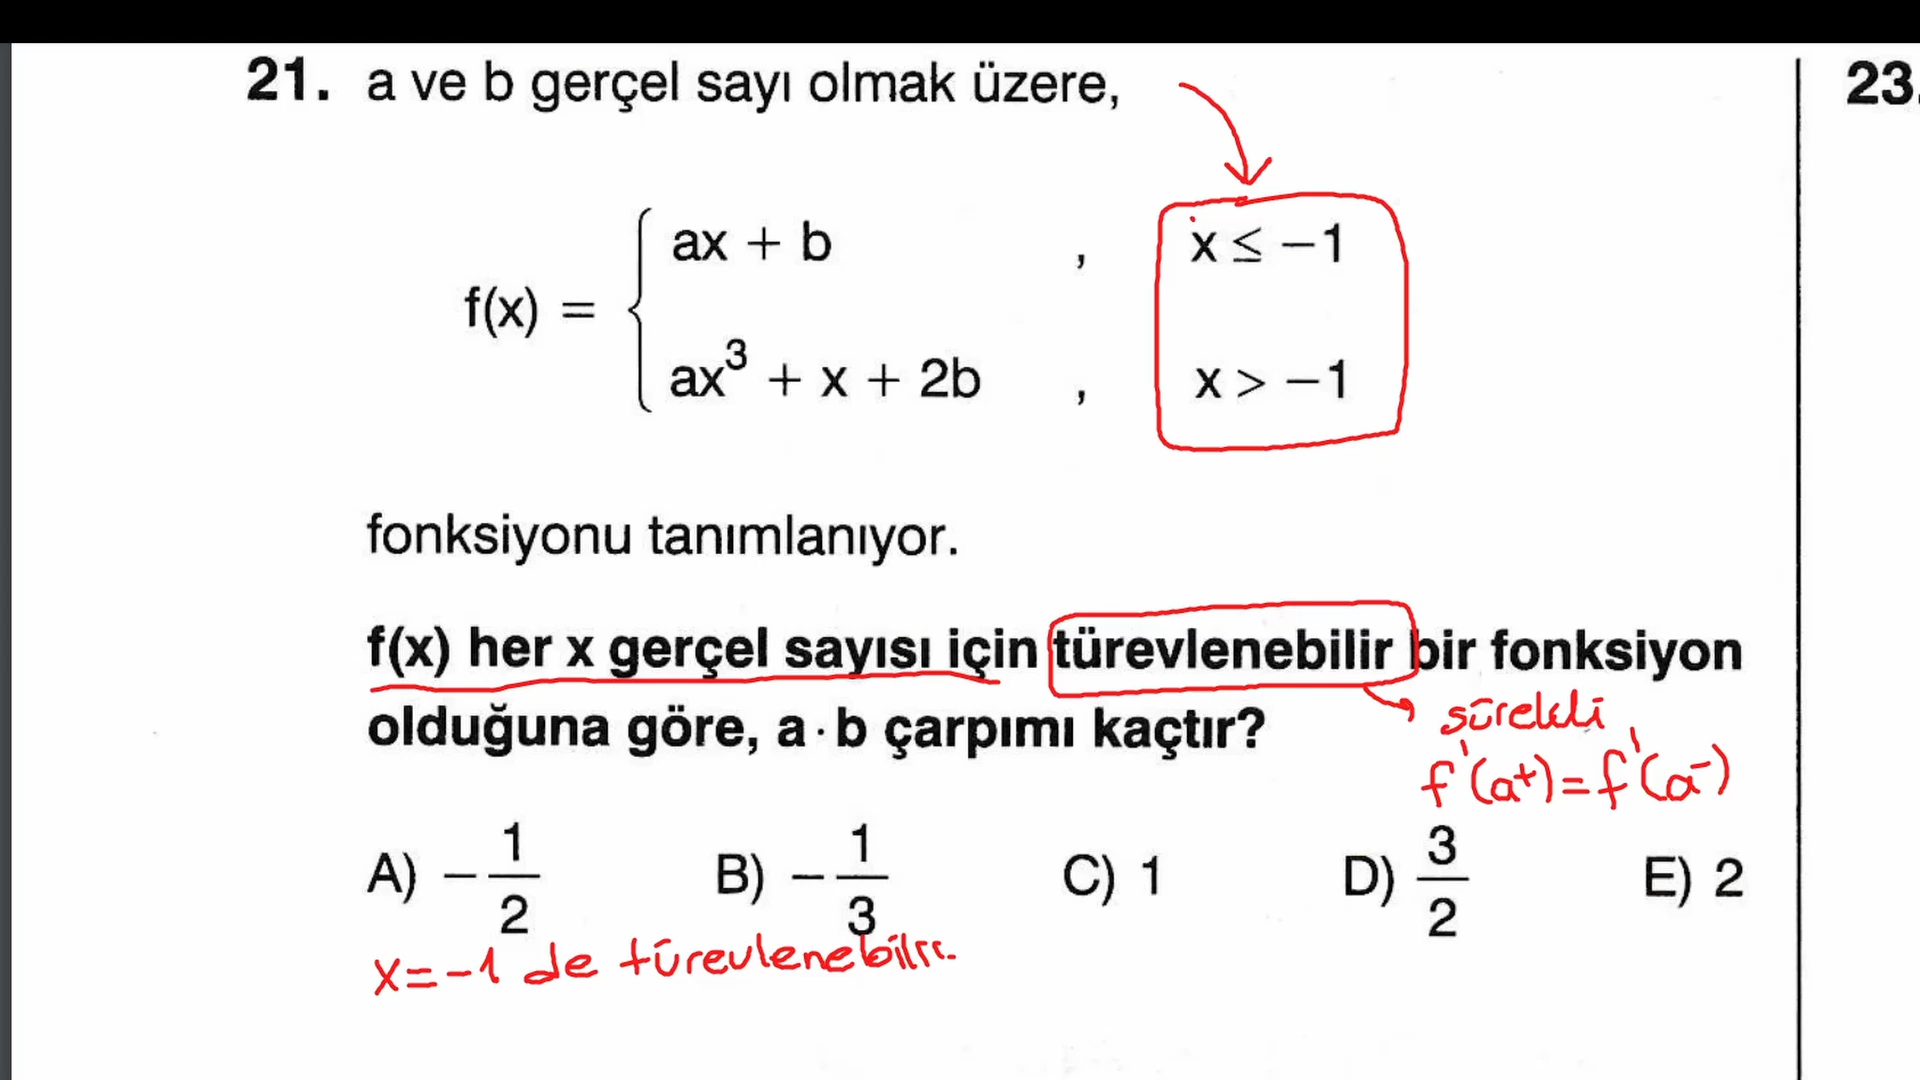 21. a ve b gerçel sayı olmak üzere,
23.
f(x) = { ax + b , x ≤ −1
ax³ + x + 2b , x > −1
fonksiyonu tanımlanıyor.
f(x) her x gerçel sayısı için türevlenebilir bir fonksiyon
olduğuna göre, a · b çarpımı kaçtır?
sürekli
f'(a⁺) = f'(a⁻)
A) −1/2 B) −1/3 C) 1 D) 3/2 E) 2
x=−1 de türevlenebilir.